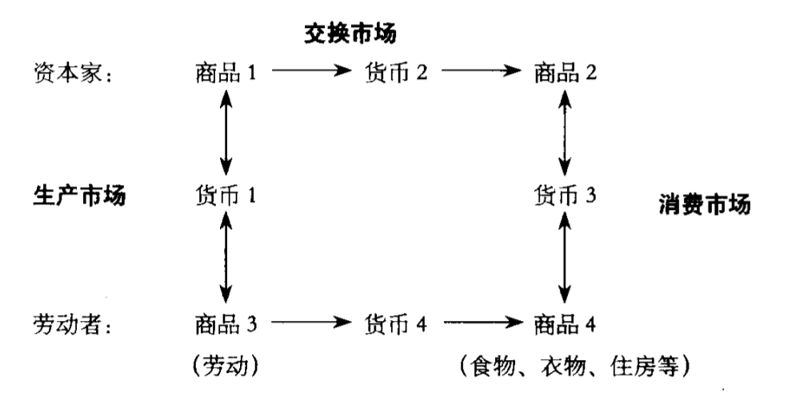 交换市场
资本家: 商品1 货币2 商品2
货币1 货币3
生产市场 消费市场
劳动者: 商品3 货币4 商品4
(劳动) (食物、衣物、住房等)